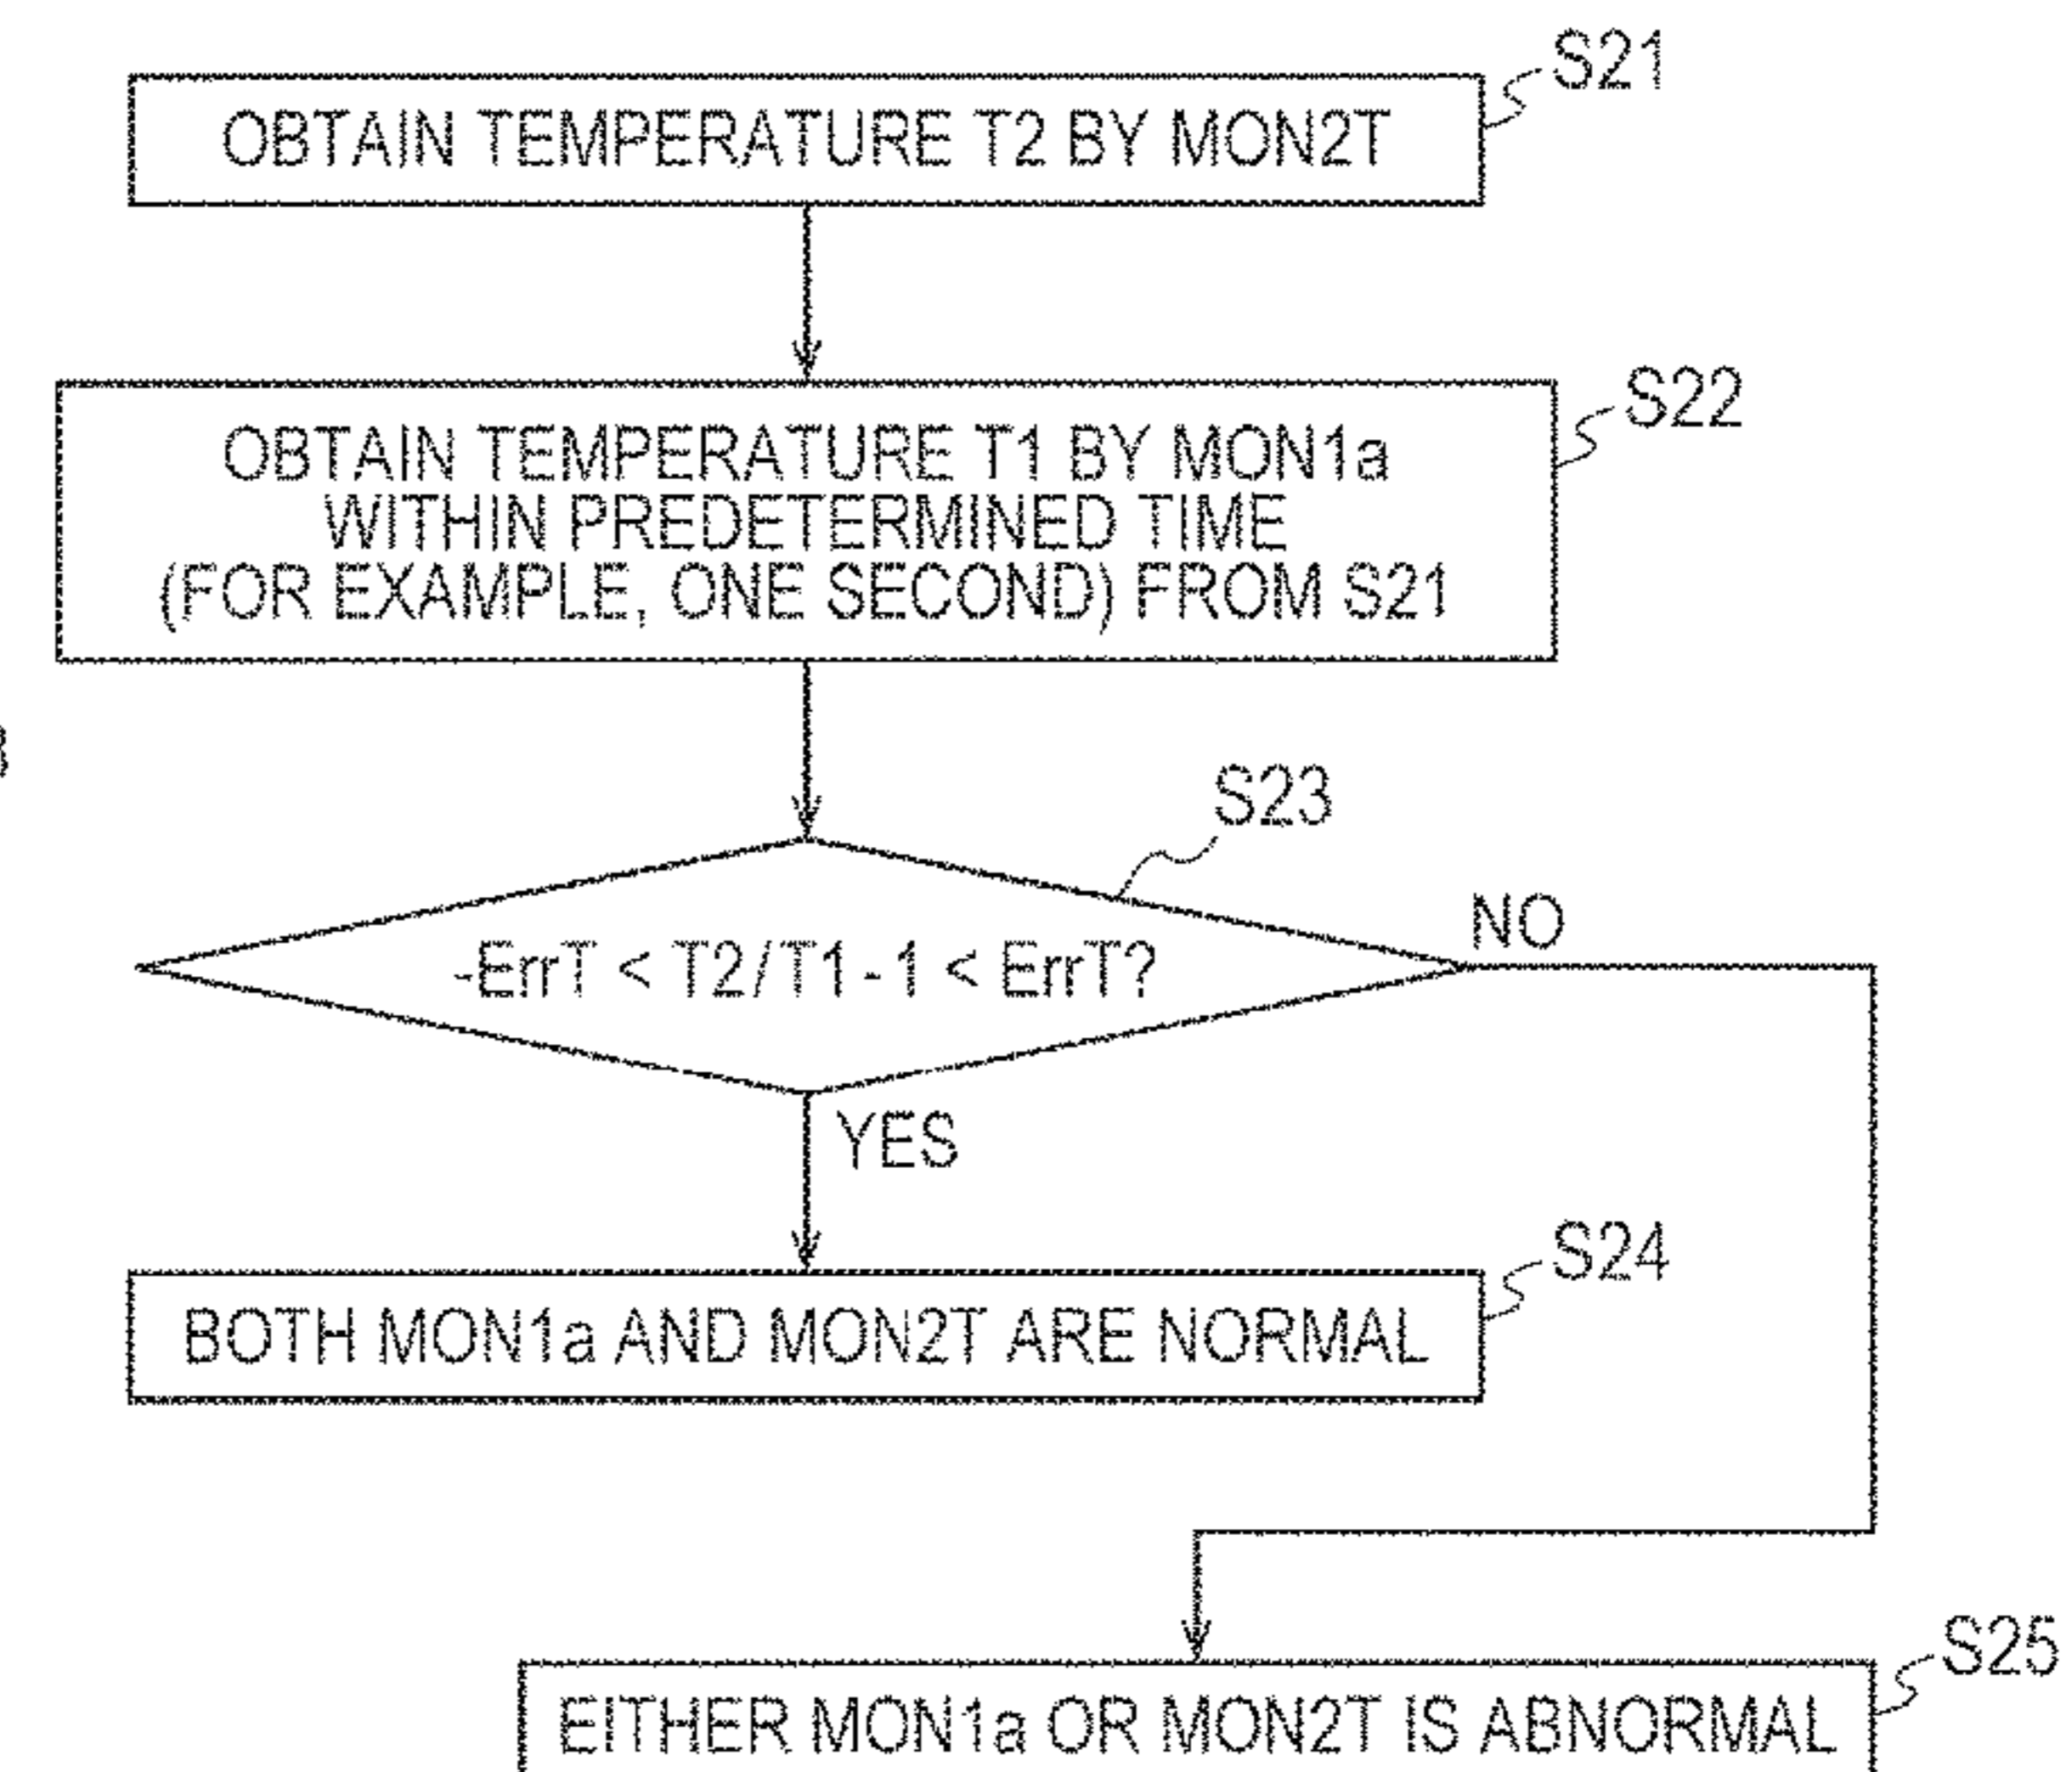 S21
OBTAIN TEMPERATURE T2 BY MON2T
S22
OBTAIN TEMPERATURE T1 BY MON1a
WITHIN PREDETERMINED TIME
(FOR EXAMPLE, ONE SECOND) FROM S21
S23
-ErrT < T2/T1-1 < ErrT?
NO
YES
S24
BOTH MON1a AND MON2T ARE NORMAL
S25
EITHER MON1a OR MON2T IS ABNORMAL